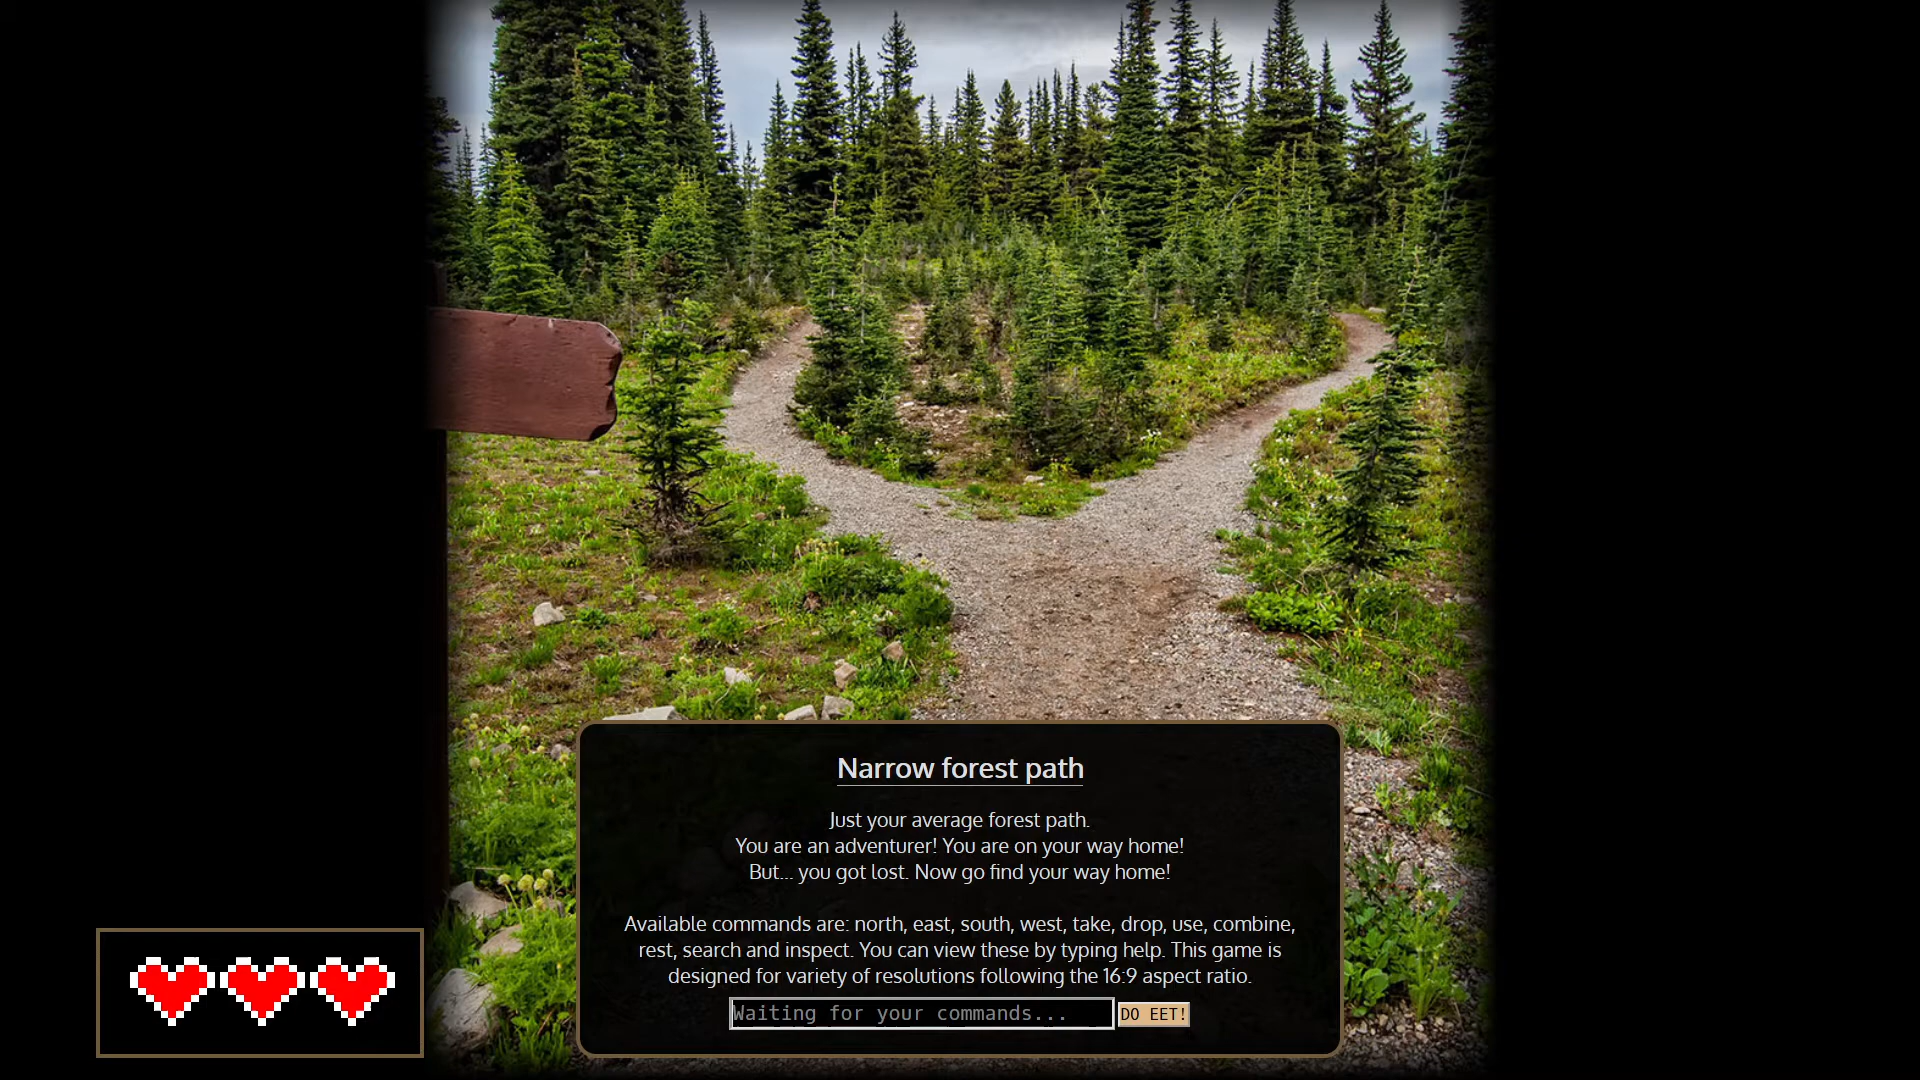 Narrow forest path
Just your average forest path.
You are an adventurer! You are on your way home!
But... you got lost. Now go find your way home!
Available commands are: north, east, south, west, take, drop, use, combine,
rest, search and inspect. You can view these by typing help. This game is
designed for variety of resolutions following the 16:9 aspect ratio.
Waiting for your commands...
DO EET!